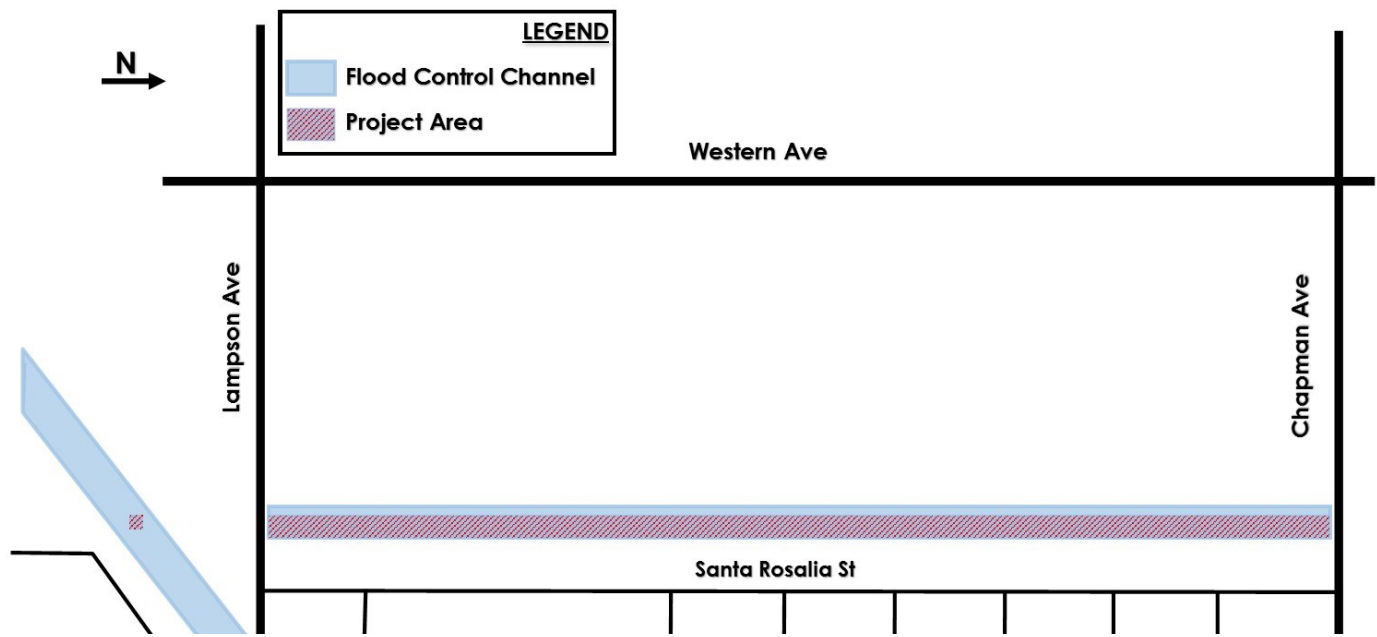 LEGEND
N
Flood Control Channel
Project Area
Western Ave
Lampson Ave
Chapman Ave
Santa Rosalia St